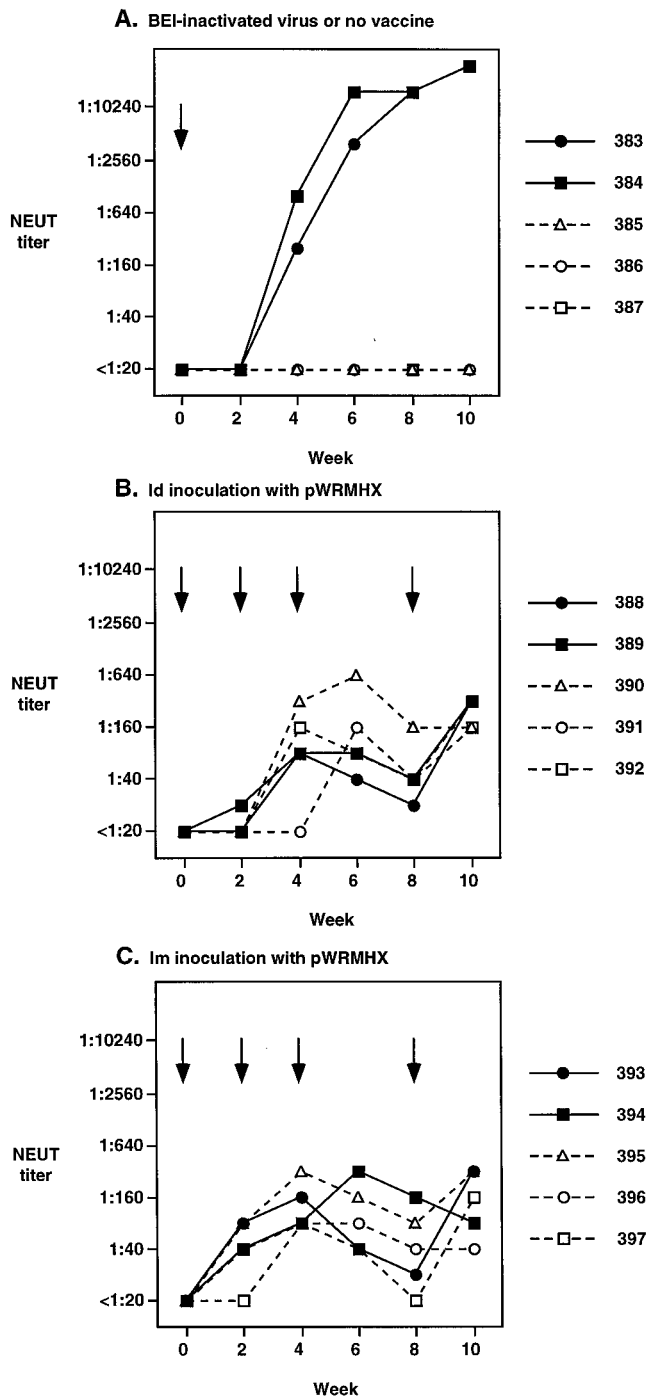 A. BEI-inactivated virus or no vaccine
1:10240
1:2560
1:640
1:160
1:40
<1:20
NEUT
titer
0 2 4 6 8 10
Week
383
384
385
386
387
B. Id inoculation with pWRMHX
1:10240
1:2560
1:640
1:160
1:40
<1:20
NEUT
titer
0 2 4 6 8 10
Week
388
389
390
391
392
C. Im inoculation with pWRMHX
1:10240
1:2560
1:640
1:160
1:40
<1:20
NEUT
titer
0 2 4 6 8 10
Week
393
394
395
396
397